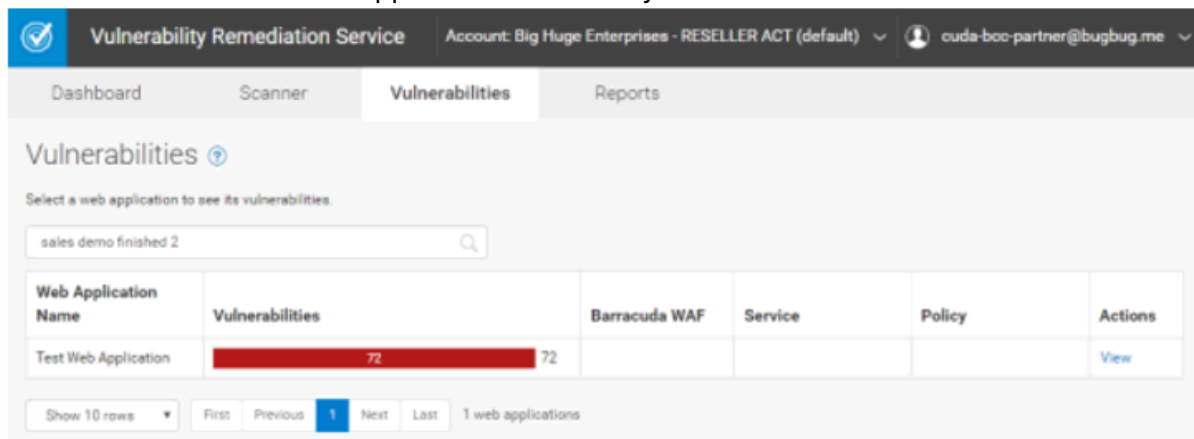 Vulnerability Remediation Service Account: Big Huge Enterprises - RESELLER ACT (default) cuda-boc-partner@bugbug.me
Dashboard Scanner Vulnerabilities Reports
Vulnerabilities ?
Select a web application to see its vulnerabilities.
sales demo finished 2
Web Application Name Vulnerabilities Barracuda WAF Service Policy Actions
Test Web Application 72 72 View
Show 10 rows First Previous 1 Next Last 1 web applications